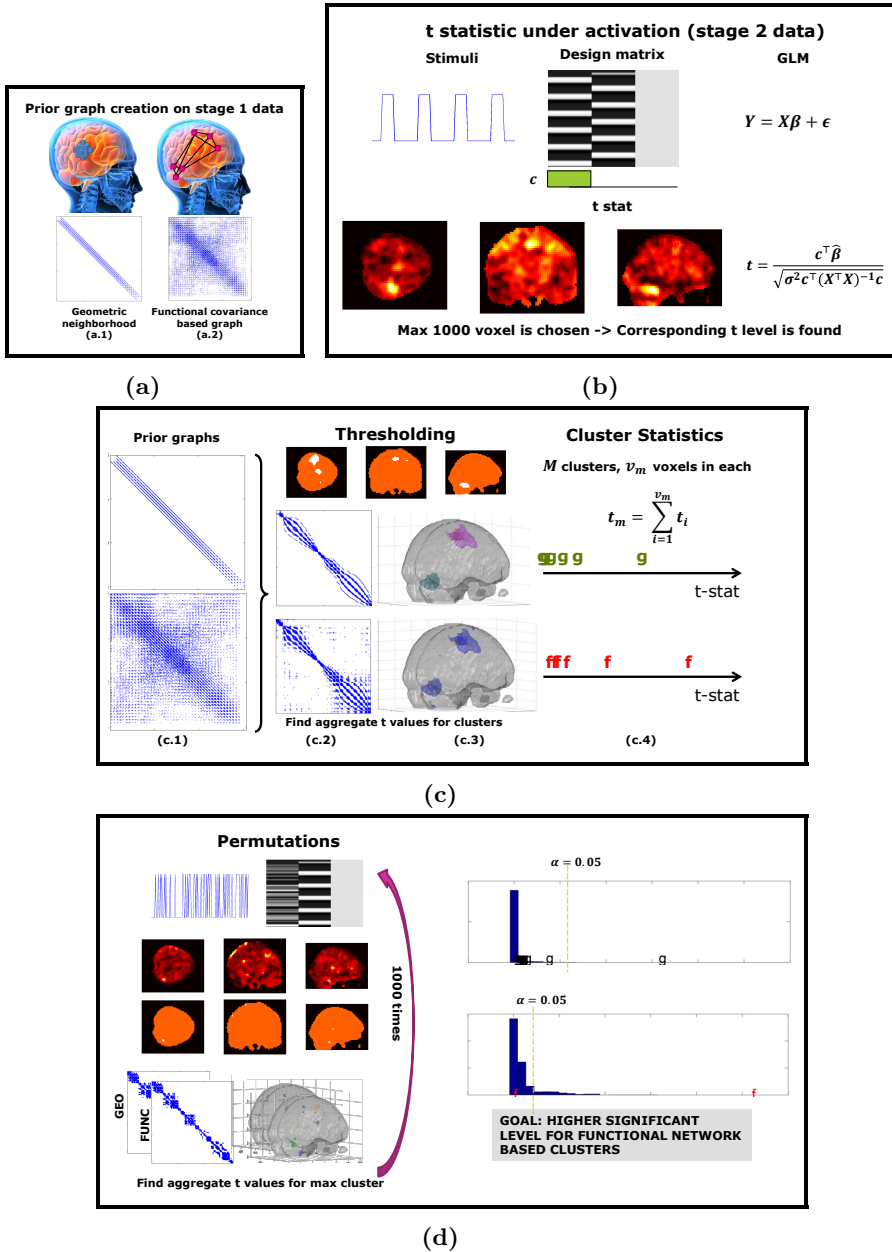 Prior graph creation on stage 1 data
Geometric
neighborhood
(a.1)
Functional covariance
based graph
(a.2)
(a)
t statistic under activation (stage 2 data)
Stimuli
Design matrix
GLM
Y = Xβ + ϵ
c
t stat
t = c⊤β̂ / √σ²c⊤(X⊤X)⁻¹c
Max 1000 voxel is chosen -> Corresponding t level is found
(b)
Prior graphs
Thresholding
Cluster Statistics
M clusters, vₘ voxels in each
tₘ = ∑ᵢ₌₁^vₘ tᵢ
g g g g g
t-stat
f f f f f f
t-stat
Find aggregate t values for clusters
(c.1)
(c.2)
(c.3)
(c.4)
(c)
Permutations
1000 times
GEO
FUNC
Find aggregate t values for max cluster
α = 0.05
g g g
α = 0.05
f f
GOAL: HIGHER SIGNIFICANT
LEVEL FOR FUNCTIONAL NETWORK
BASED CLUSTERS
(d)